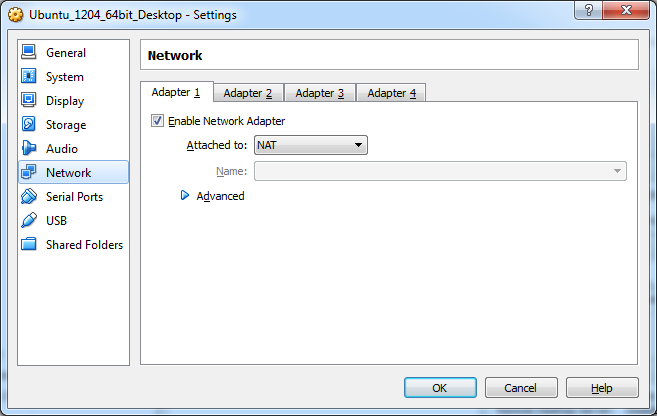 Ubuntu_1204_64bit_Desktop - Settings
?
General
System
Display
Storage
Audio
Network
Serial Ports
USB
Shared Folders
Network
Adapter 1 Adapter 2 Adapter 3 Adapter 4
Enable Network Adapter
Attached to: NAT
Name:
Advanced
OK Cancel Help